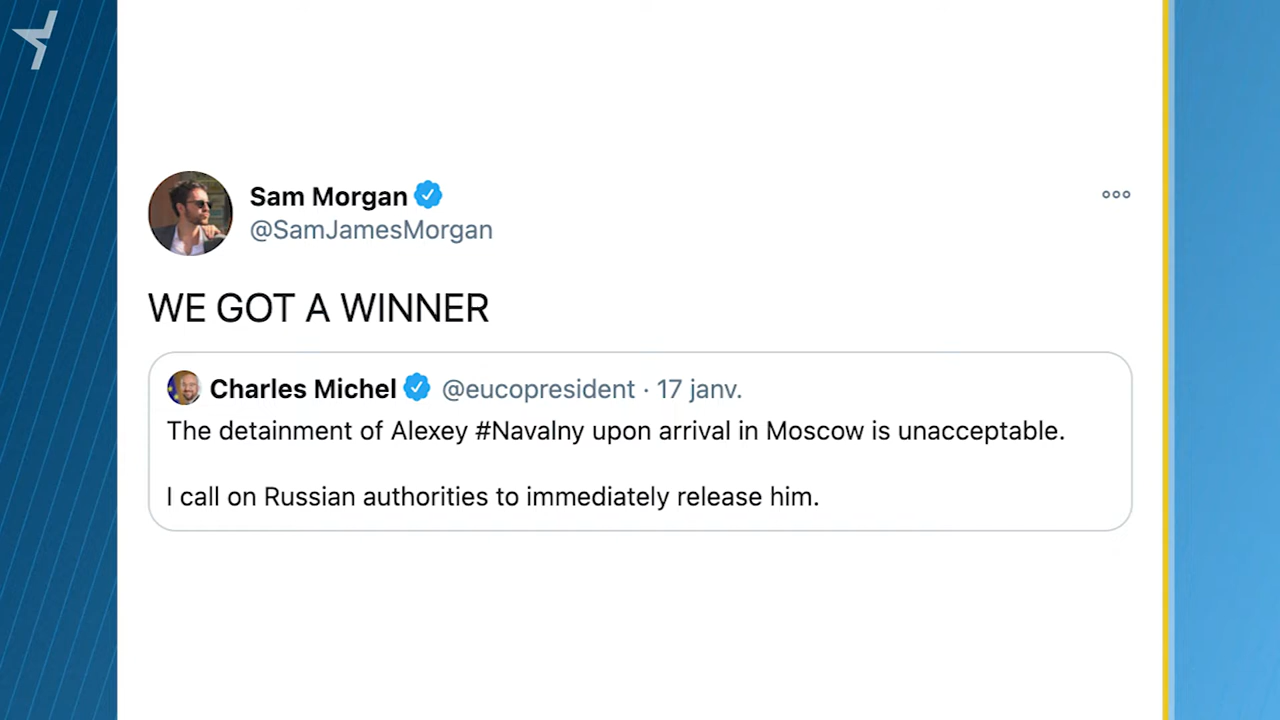 Sam Morgan
@SamJamesMorgan
WE GOT A WINNER
Charles Michel @eucopresident · 17 janv.
The detainment of Alexey #Navalny upon arrival in Moscow is unacceptable.
I call on Russian authorities to immediately release him.